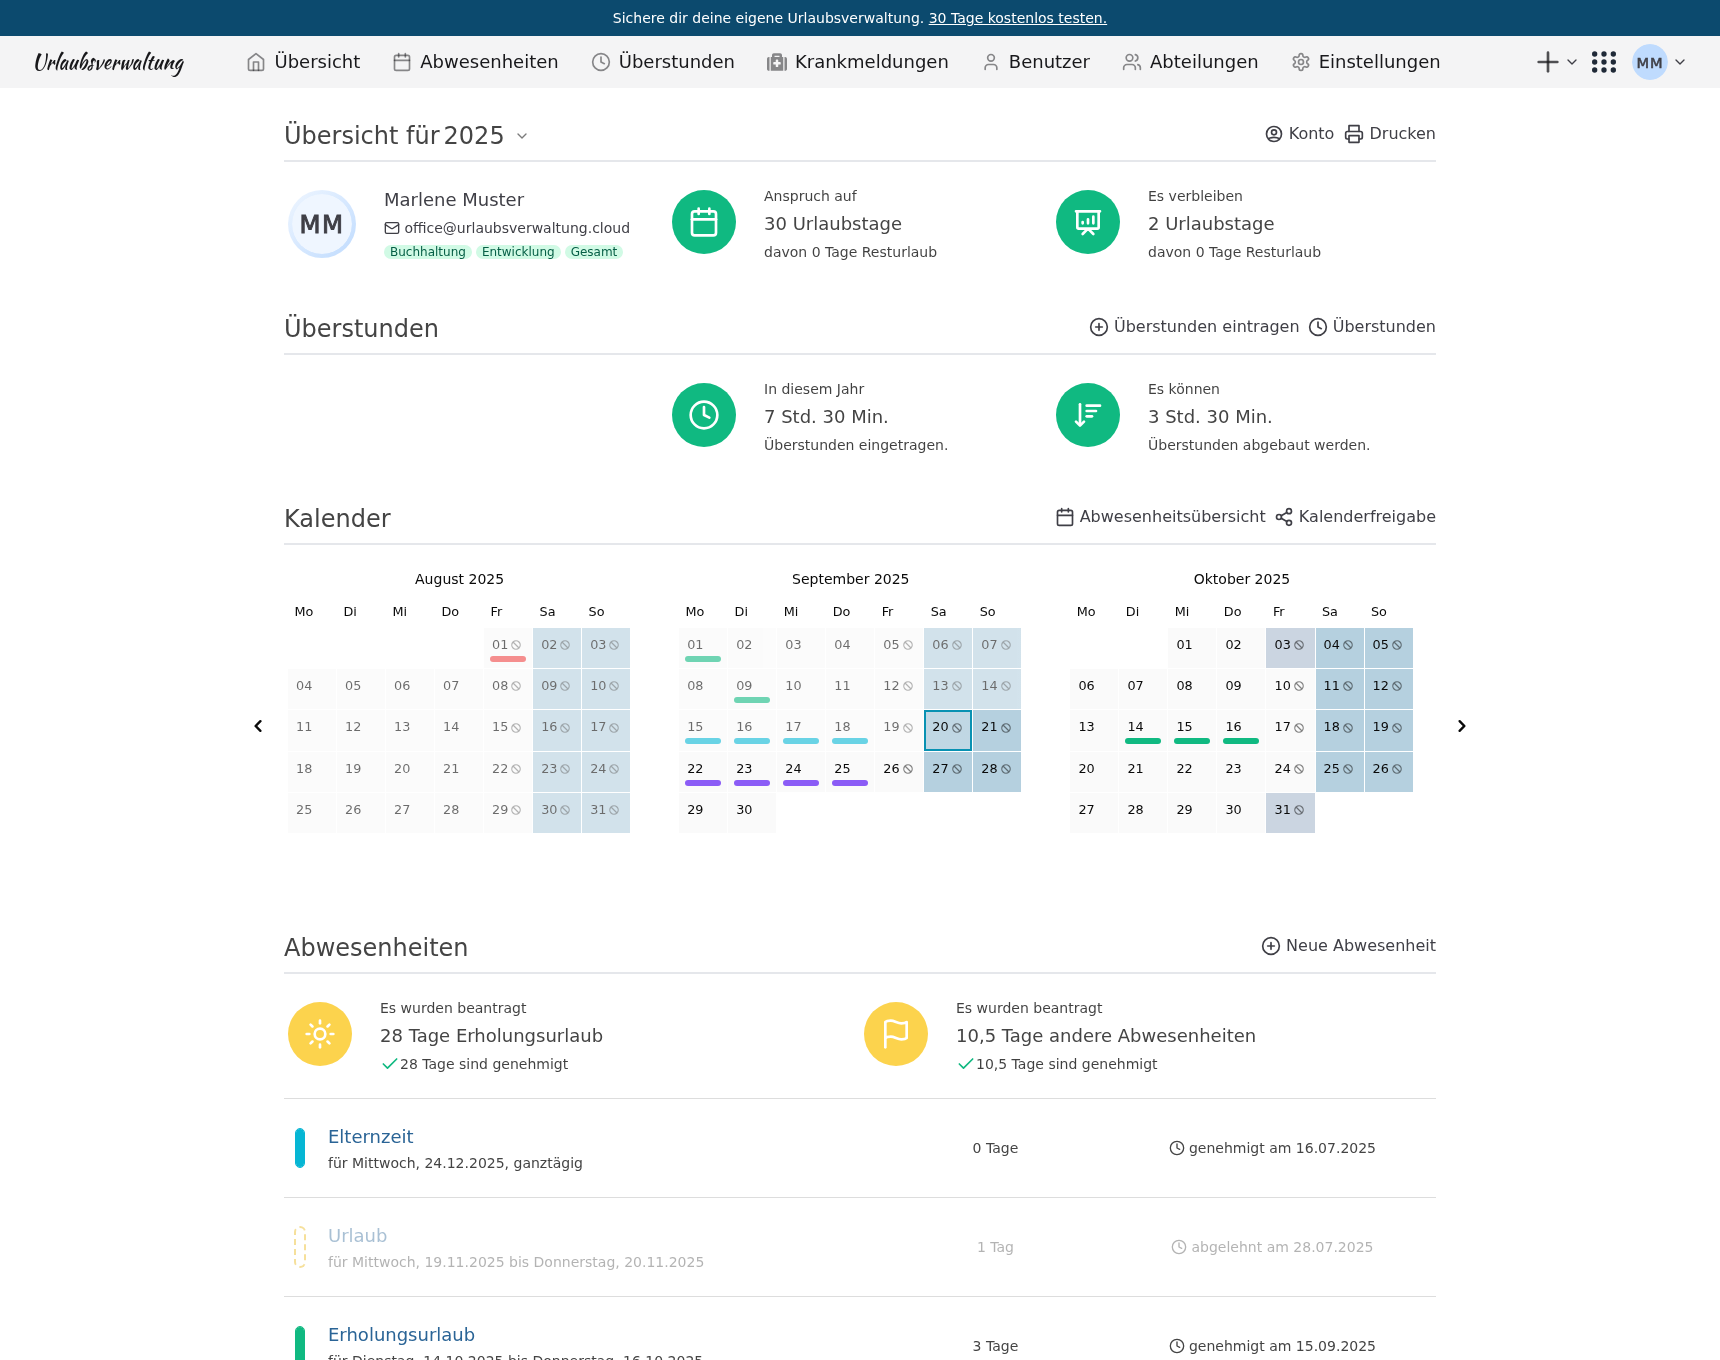 Sichere dir deine eigene Urlaubsverwaltung. 30 Tage kostenlos testen.
Urlaubsverwaltung Übersicht Abwesenheiten Überstunden Krankmeldungen Benutzer Abteilungen Einstellungen MM
Übersicht für 2025 Konto Drucken
MM
Marlene Muster
office@urlaubsverwaltung.cloud
Buchhaltung Entwicklung Gesamt
Anspruch auf
30 Urlaubstage
davon 0 Tage Resturlaub
Es verbleiben
2 Urlaubstage
davon 0 Tage Resturlaub
Überstunden Überstunden eintragen Überstunden
In diesem Jahr
7 Std. 30 Min.
Überstunden eingetragen.
Es können
3 Std. 30 Min.
Überstunden abgebaut werden.
Kalender Abwesenheitsübersicht Kalenderfreigabe
August 2025
Mo Di Mi Do Fr Sa So
01 02 03
04 05 06 07 08 09 10
11 12 13 14 15 16 17
18 19 20 21 22 23 24
25 26 27 28 29 30 31
September 2025
Mo Di Mi Do Fr Sa So
01 02 03 04 05 06 07
08 09 10 11 12 13 14
15 16 17 18 19 20 21
22 23 24 25 26 27 28
29 30
Oktober 2025
Mo Di Mi Do Fr Sa So
01 02 03 04 05
06 07 08 09 10 11 12
13 14 15 16 17 18 19
20 21 22 23 24 25 26
27 28 29 30 31
Abwesenheiten Neue Abwesenheit
Es wurden beantragt
28 Tage Erholungsurlaub
28 Tage sind genehmigt
Es wurden beantragt
10,5 Tage andere Abwesenheiten
10,5 Tage sind genehmigt
Elternzeit
für Mittwoch, 24.12.2025, ganztägig
0 Tage
genehmigt am 16.07.2025
Urlaub
für Mittwoch, 19.11.2025 bis Donnerstag, 20.11.2025
1 Tag
abgelehnt am 28.07.2025
Erholungsurlaub
für Dienstag, 14.10.2025 bis Donnerstag, 16.10.2025
3 Tage
genehmigt am 15.09.2025